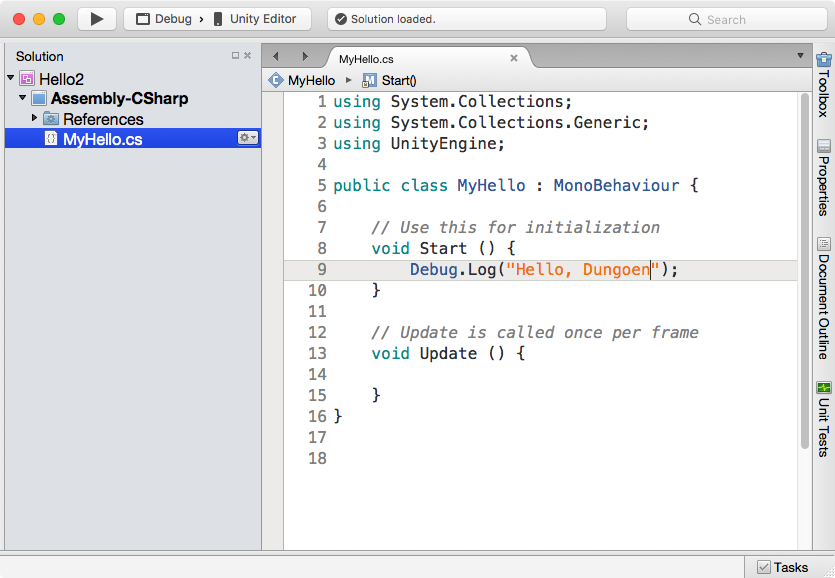 Debug › Unity Editor
Solution loaded.
Search
Solution
Hello2
Assembly-CSharp
References
MyHello.cs
MyHello.cs
MyHello ▸ Start()
1 using System.Collections;
2 using System.Collections.Generic;
3 using UnityEngine;
4
5 public class MyHello : MonoBehaviour {
6
7 // Use this for initialization
8 void Start () {
9 Debug.Log("Hello, Dungoen");
10 }
11
12 // Update is called once per frame
13 void Update () {
14
15 }
16 }
17
18
Toolbox
Properties
Document Outline
Unit Tests
Tasks